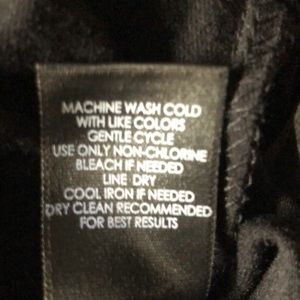 MACHINE WASH COLD
WITH LIKE COLORS
GENTLE CYCLE
USE ONLY NON-CHLORINE
BLEACH IF NEEDED
LINE DRY
COOL IRON IF NEEDED
DRY CLEAN RECOMMENDED
FOR BEST RESULTS